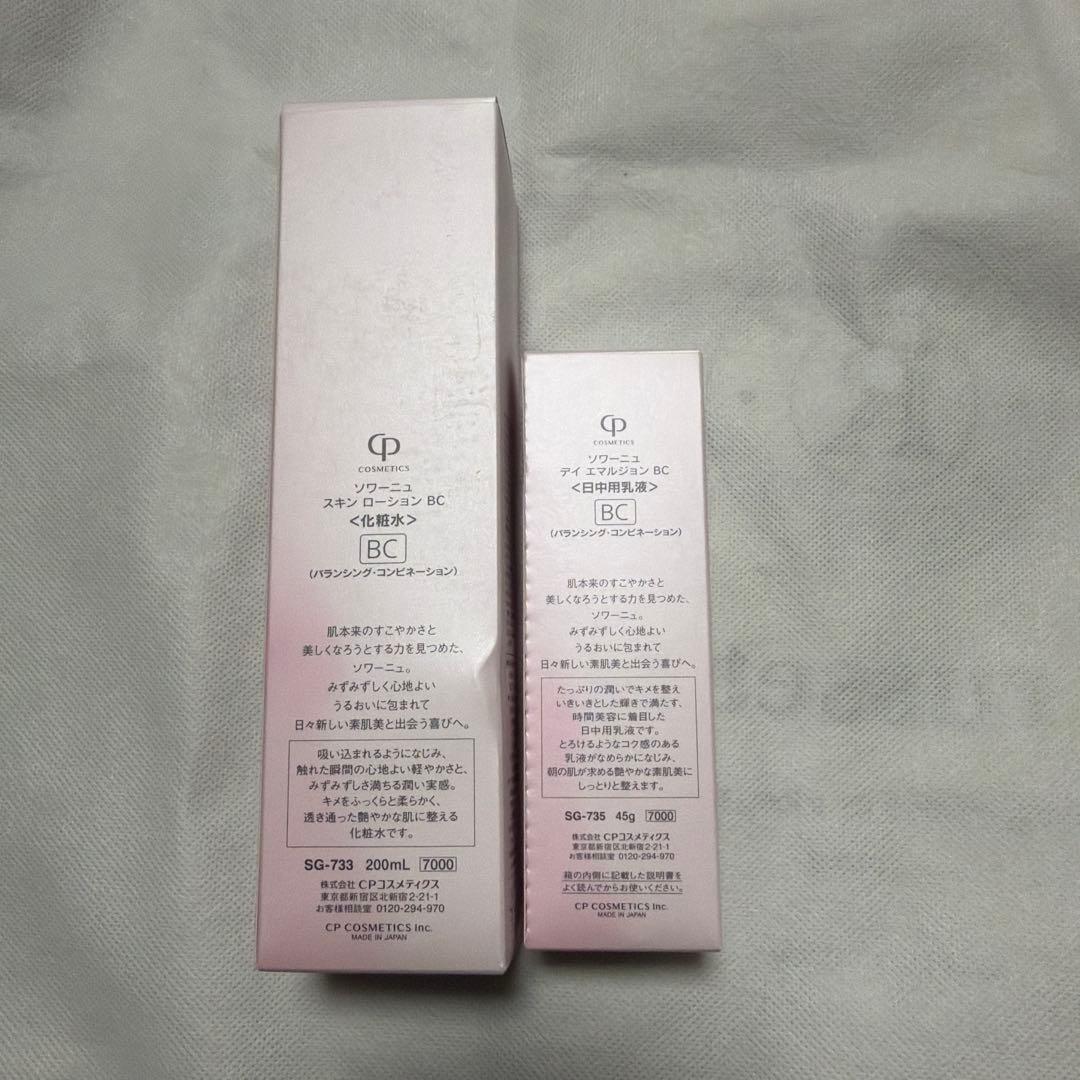 CP
COSMETICS
ソワーニュ
スキン ローション BC
<化粧水>
BC
(バランシング・コンビネーション)
肌本来のすこやかさと
美しくなろうとする力を見つめた、
ソワーニュ。
みずみずしく心地よい
うるおいに包まれて
日々新しい素肌美と出会う喜びへ。
吸い込まれるようになじみ、
触れた瞬間の心地よい軽やかさと、
みずみずしさ満ちる潤い実感。
キメをふっくらと柔らかく、
透き通った艶やかな肌に整える
化粧水です。
SG-733 200mL 7000
株式会社 CPコスメティクス
東京都新宿区北新宿2-21-1
お客様相談室 0120-294-970
CP COSMETICS Inc.
MADE IN JAPAN
CP
COSMETICS
ソワーニュ
デイ エマルジョン BC
<日中用乳液>
BC
(バランシング・コンビネーション)
肌本来のすこやかさと
美しくなろうとする力を見つめた、
ソワーニュ。
みずみずしく心地よい
うるおいに包まれて
日々新しい素肌美と出会う喜びへ。
たっぷりの潤いでキメを整え
いきいきとした輝きで満たす、
時間美容に着目した
日中用乳液です。
とろけるようなコク感のある
乳液がなめらかになじみ、
朝の肌が求める艶やかな素肌美に
しっとりと整えます。
SG-735 45g 7000
株式会社 CPコスメティクス
東京都新宿区北新宿2-21-1
お客様相談室 0120-294-970
箱の内側に記載した説明書を
よく読んでからお使いください。
CP COSMETICS Inc.
MADE IN JAPAN